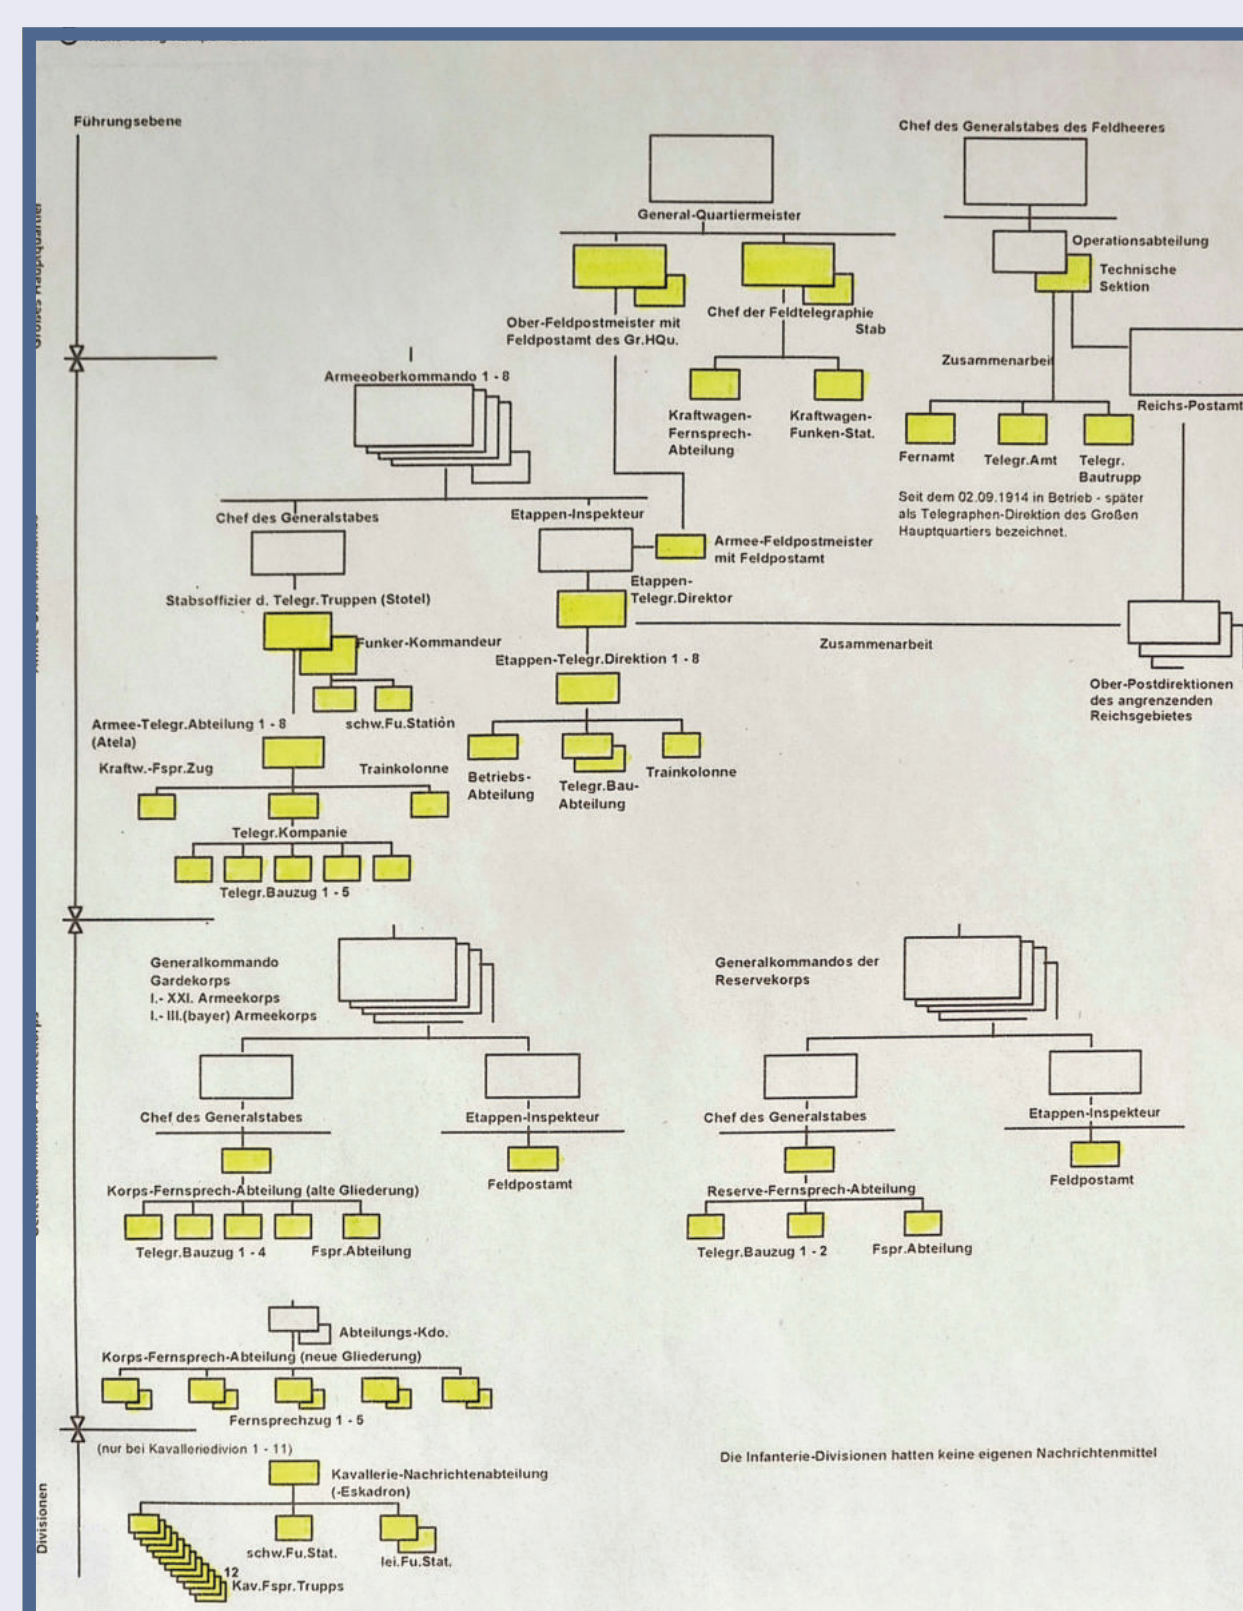 Führungsebene
Chef des Generalstabes des Feldheeres
General-Quartiermeister
Operationsabteilung
Technische
Sektion
Ober-Feldpostmeister mit
Feldpostamt des Gr.HQu.
Chef der Feldtelegraphie
Stab
Zusammenarbeit
Reichs-Postamt
Großes Hauptquartier
Armeeoberkommando 1 - 8
Kraftwagen-
Fernsprech-
Abteilung
Kraftwagen-
Funken-Stat.
Fernamt
Telegr.Amt
Telegr.
Bautrupp
Seit dem 02.09.1914 in Betrieb - später
als Telegraphen-Direktion des Großen
Hauptquartiers bezeichnet.
Chef des Generalstabes
Etappen-Inspekteur
Armee-Feldpostmeister
mit Feldpostamt
Etappen-
Telegr.Direktor
Stabsoffizier d. Telegr.Truppen (Stotel)
Funker-Kommandeur
Etappen-Telegr.Direktion 1 - 8
Zusammenarbeit
Ober-Postdirektionen
des angrenzenden
Reichsgebietes
Armee-Telegr.Abteilung 1 - 8
(Atela)
schw.Fu.Station
Kraftw.-Fspr.Zug
Trainkolonne
Betriebs-
Abteilung
Telegr.Bau-
Abteilung
Trainkolonne
Telegr.Kompanie
Telegr.Bauzug 1 - 5
Generalkommando
Gardekorps
I.- XXI. Armeekorps
I.- III.(bayer) Armeekorps
Generalkommandos der
Reservekorps
Chef des Generalstabes
Etappen-Inspekteur
Chef des Generalstabes
Etappen-Inspekteur
Korps-Fernsprech-Abteilung (alte Gliederung)
Feldpostamt
Reserve-Fernsprech-Abteilung
Feldpostamt
Telegr.Bauzug 1 - 4
Fspr.Abteilung
Telegr.Bauzug 1 - 2
Fspr.Abteilung
Abteilungs-Kdo.
Korps-Fernsprech-Abteilung (neue Gliederung)
Fernsprechzug 1 - 5
(nur bei Kavalleriedivion 1 - 11)
Kavallerie-Nachrichtenabteilung
(-Eskadron)
Die Infanterie-Divisionen hatten keine eigenen Nachrichtenmittel
Divisionen
schw.Fu.Stat.
lei.Fu.Stat.
12
Kav.Fspr.Trupps